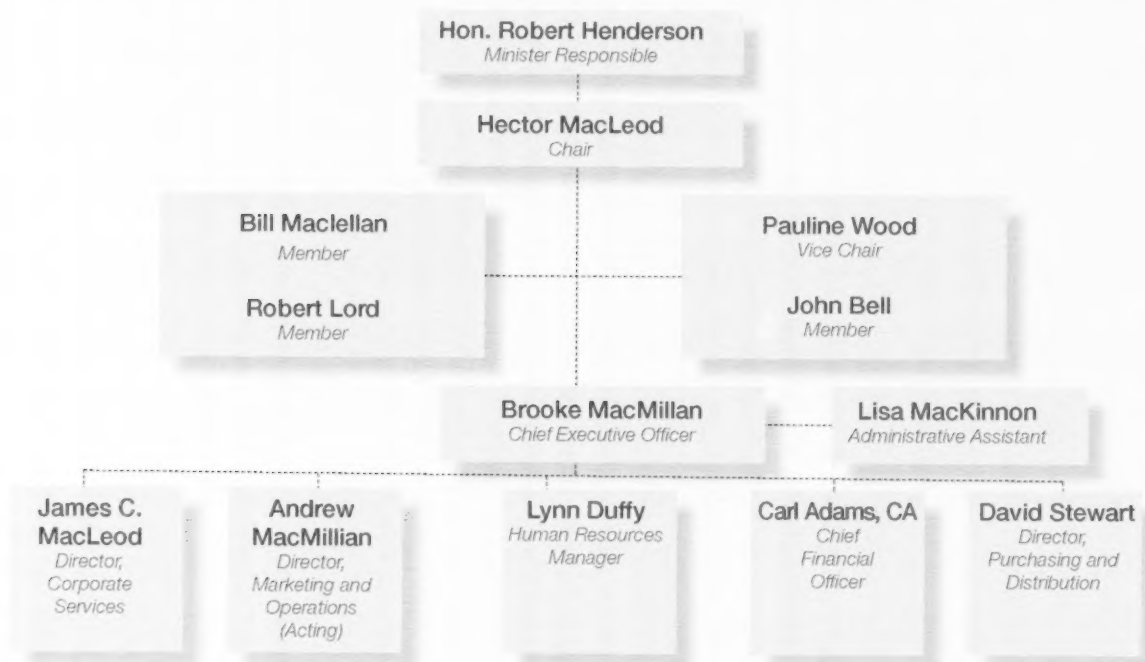 Hon. Robert Henderson
Minister Responsible
Hector MacLeod
Chair
Bill Maclellan
Member
Robert Lord
Member
Pauline Wood
Vice Chair
John Bell
Member
Brooke MacMillan
Chief Executive Officer
Lisa MacKinnon
Administrative Assistant
James C.
MacLeod
Director,
Corporate
Services
Andrew
MacMillian
Director,
Marketing and
Operations
(Acting)
Lynn Duffy
Human Resources
Manager
Carl Adams, CA
Chief
Financial
Officer
David Stewart
Director,
Purchasing and
Distribution